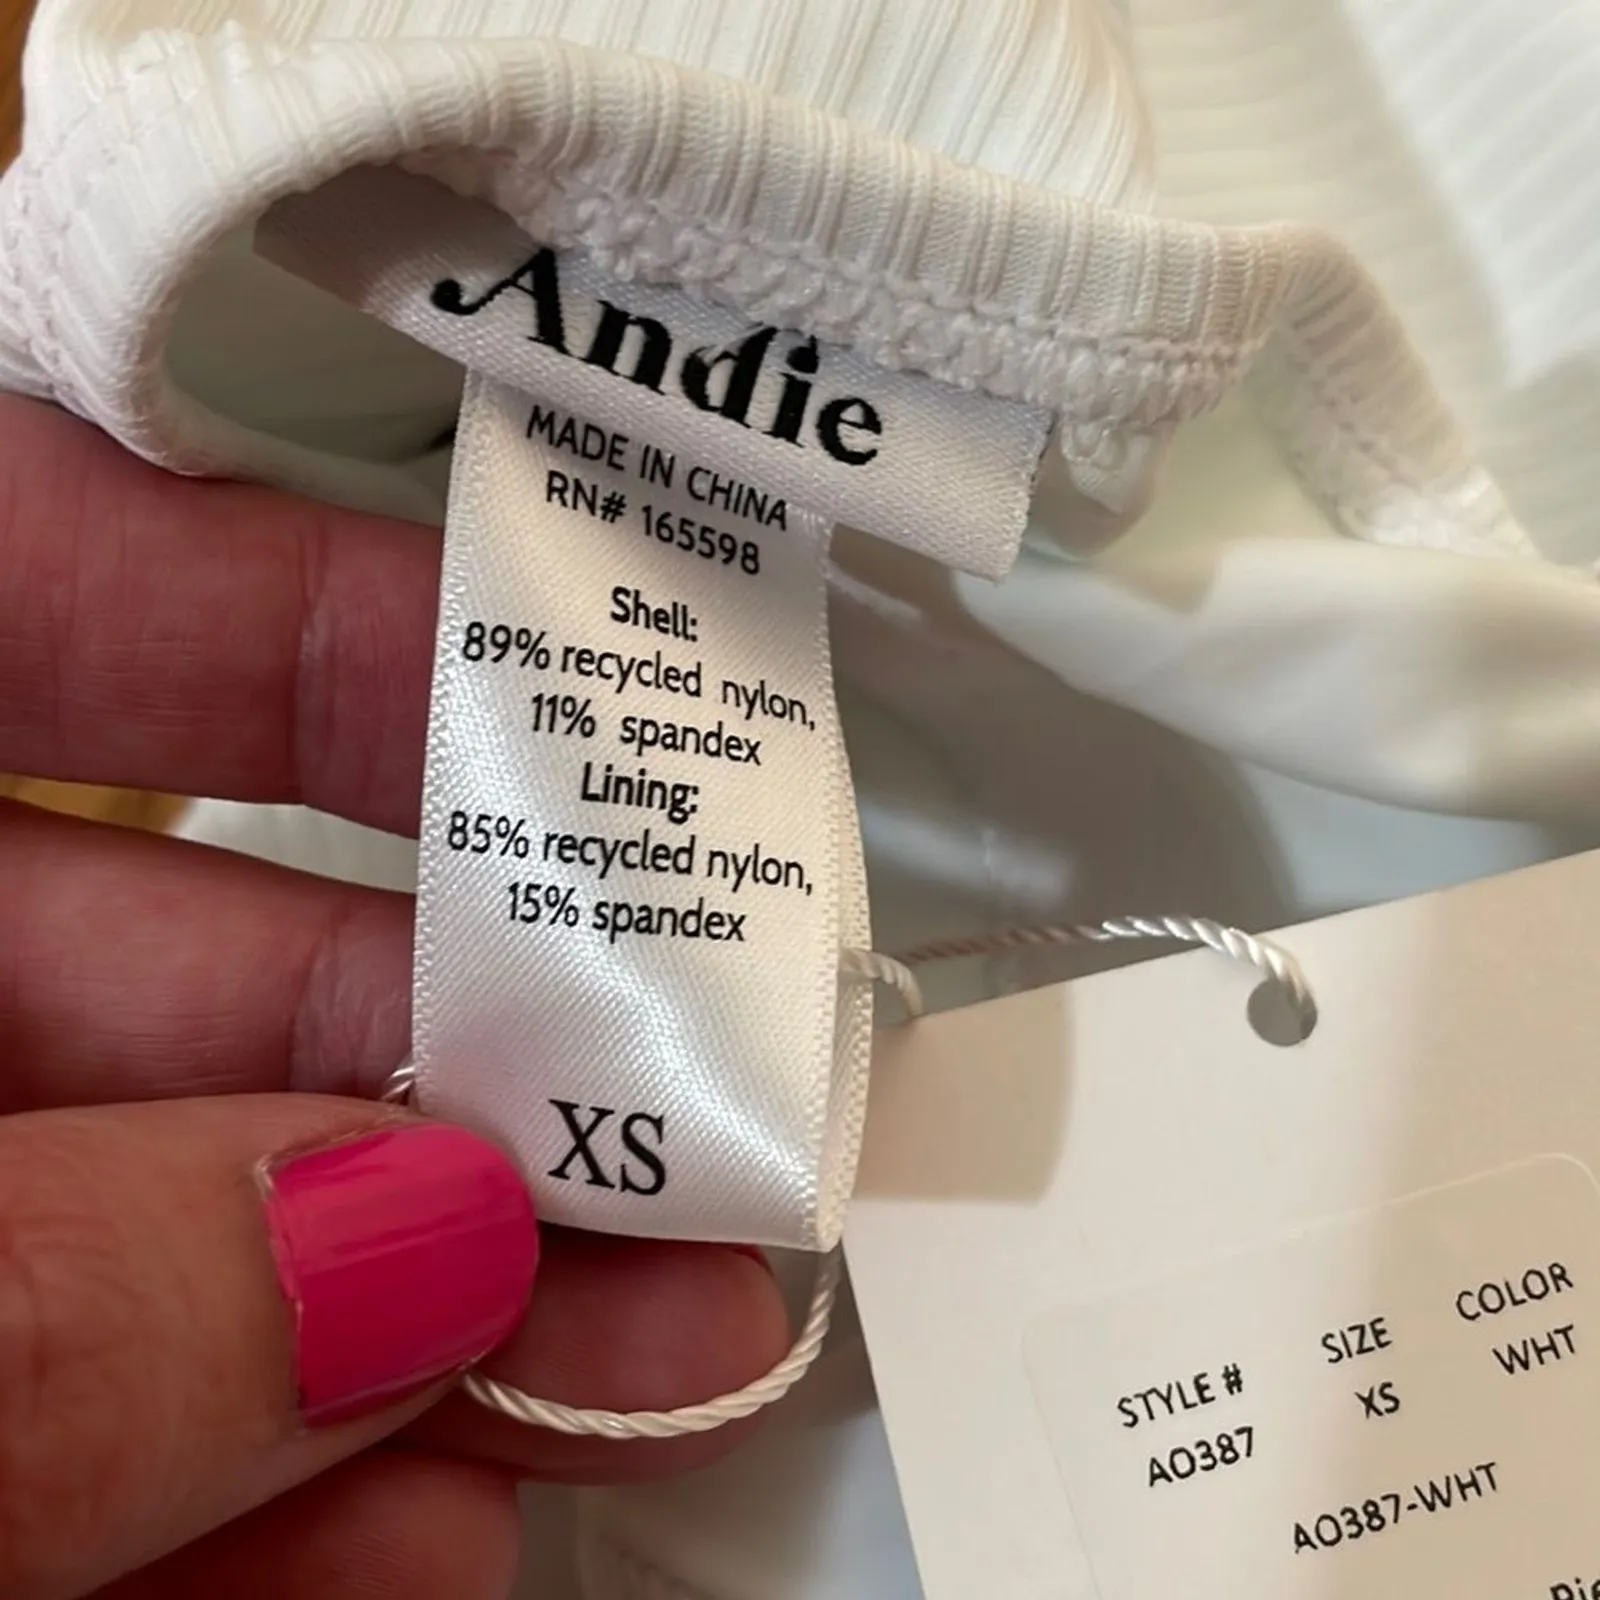 Andie
MADE IN CHINA
RN# 165598
Shell:
89% recycled nylon,
11% spandex
Lining:
85% recycled nylon,
15% spandex
XS
STYLE # SIZE COLOR
AO387 XS WHT
AO387-WHT